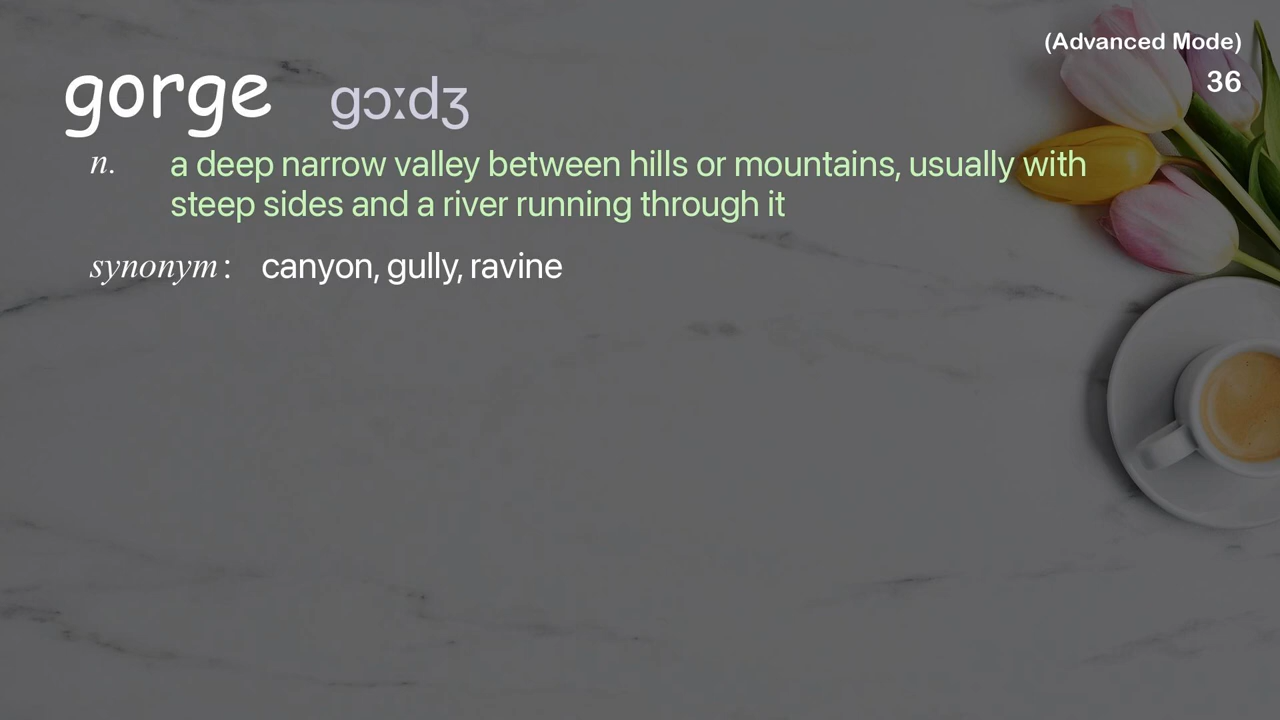 (Advanced Mode)
36
gorge gɔːdʒ
n. a deep narrow valley between hills or mountains, usually with
steep sides and a river running through it
synonym: canyon, gully, ravine